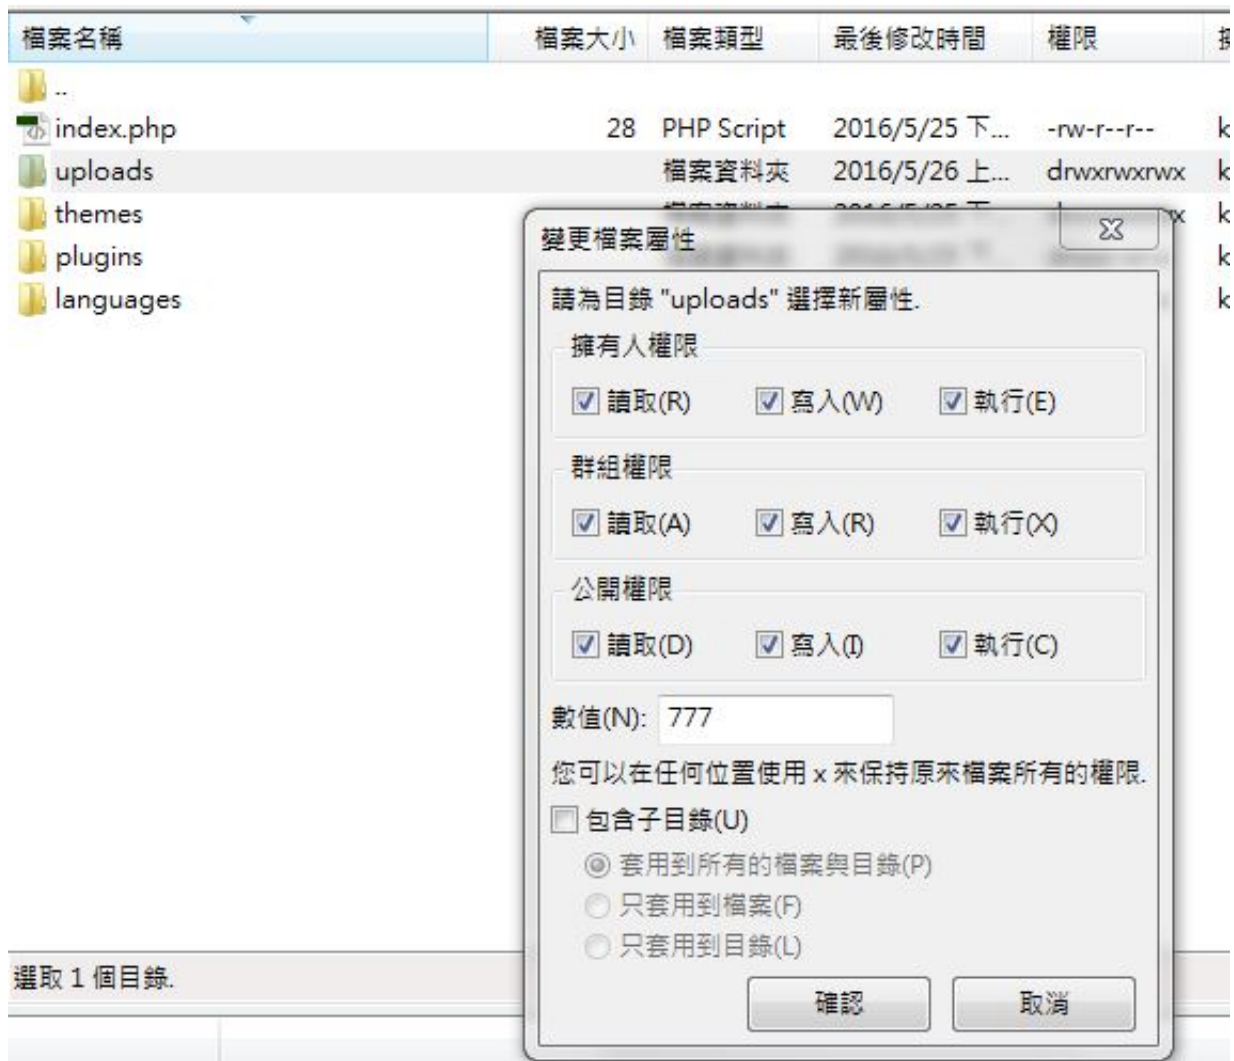 檔案名稱 檔案大小 檔案類型 最後修改時間 權限
..
index.php 28 PHP Script 2016/5/25 下... -rw-r--r-- k
uploads 檔案資料夾 2016/5/26 上... drwxrwxrwx k
themes k
plugins k
languages k
變更檔案屬性
請為目錄 "uploads" 選擇新屬性.
擁有人權限
讀取(R) 寫入(W) 執行(E)
群組權限
讀取(A) 寫入(R) 執行(X)
公開權限
讀取(D) 寫入(I) 執行(C)
數值(N): 777
您可以在任何位置使用 x 來保持原來檔案所有的權限.
包含子目錄(U)
套用到所有的檔案與目錄(P)
只套用到檔案(F)
只套用到目錄(L)
選取 1 個目錄.
確認 取消